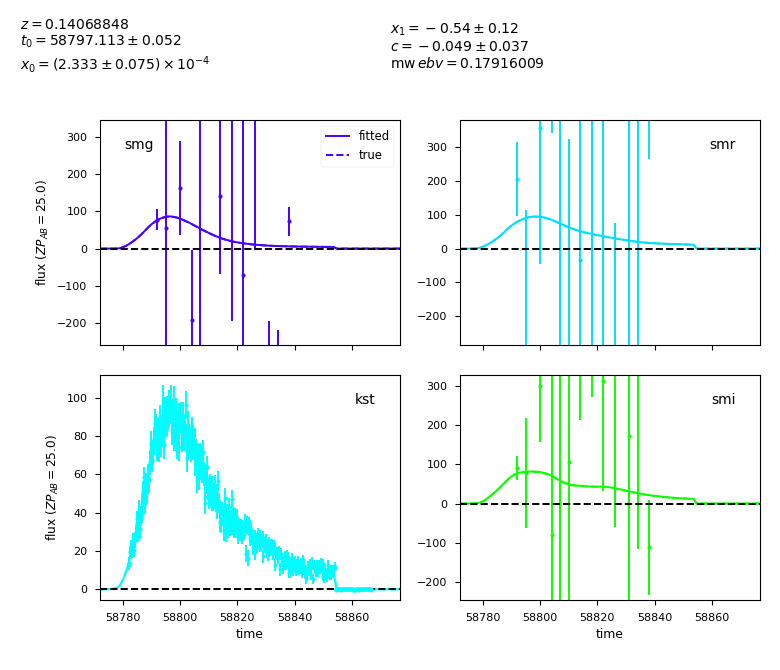 z = 0.14068848
t₀ = 58797.113 ± 0.052
x₀ = (2.333 ± 0.075) × 10⁻⁴
x₁ = −0.54 ± 0.12
c = −0.049 ± 0.037
mw ebv = 0.17916009
smg
fitted
true
flux (ZP_AB = 25.0)
300
200
100
0
−100
−200
smr
300
200
100
0
−100
−200
kst
flux (ZP_AB = 25.0)
100
80
60
40
20
0
58780 58800 58820 58840 58860
time
smi
300
200
100
0
−100
−200
58780 58800 58820 58840 58860
time